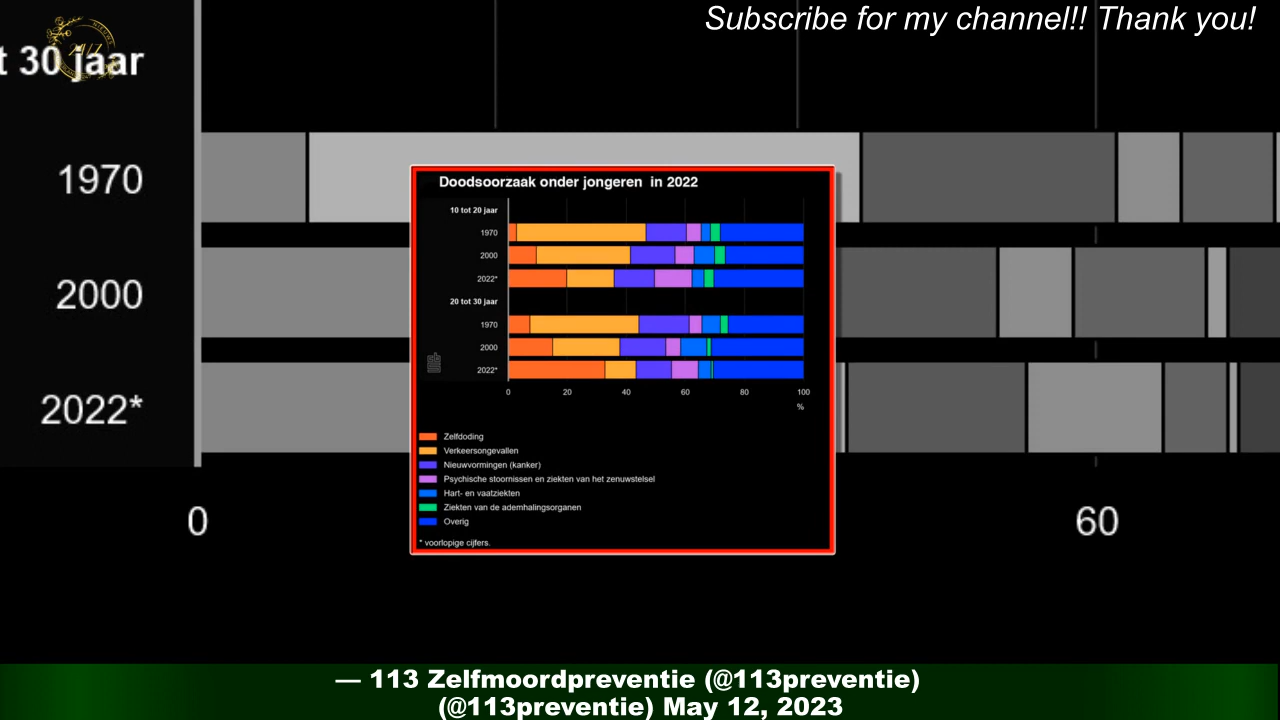 Subscribe for my channel!! Thank you!
t 30 jaar
24/7
1970
2000
2022*
0
60
Doodsoorzaak onder jongeren in 2022
10 tot 20 jaar
1970
2000
2022*
20 tot 30 jaar
1970
2000
2022*
0 20 40 60 80 100
%
Zelfdoding
Verkeersongevallen
Nieuwvormingen (kanker)
Psychische stoornissen en ziekten van het zenuwstelsel
Hart- en vaatziekten
Ziekten van de ademhalingsorganen
Overig
* voorlopige cijfers.
— 113 Zelfmoordpreventie (@113preventie)
(@113preventie) May 12, 2023